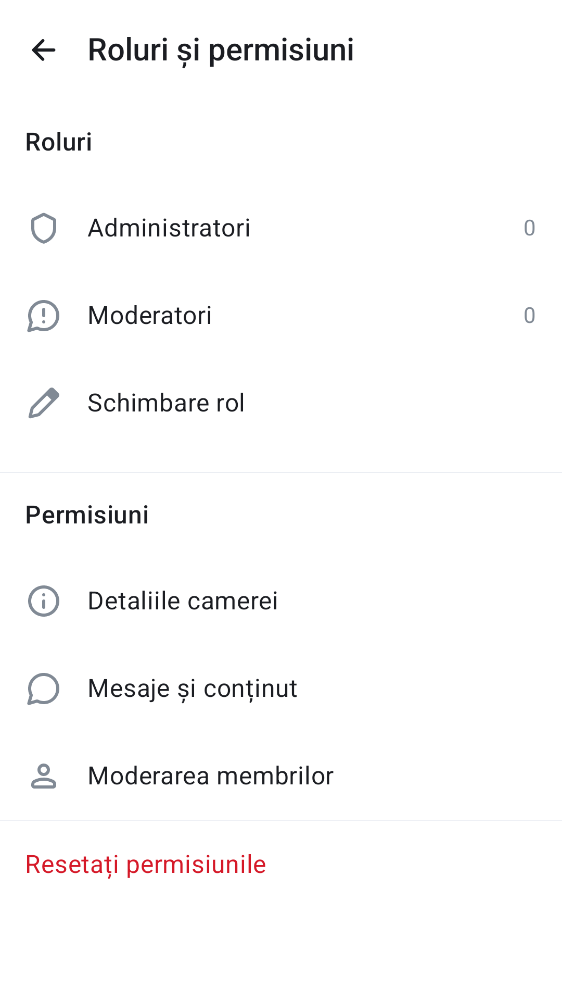 Roluri și permisiuni
Roluri
Administratori 0
Moderatori 0
Schimbare rol
Permisiuni
Detaliile camerei
Mesaje și conținut
Moderarea membrilor
Resetați permisiunile